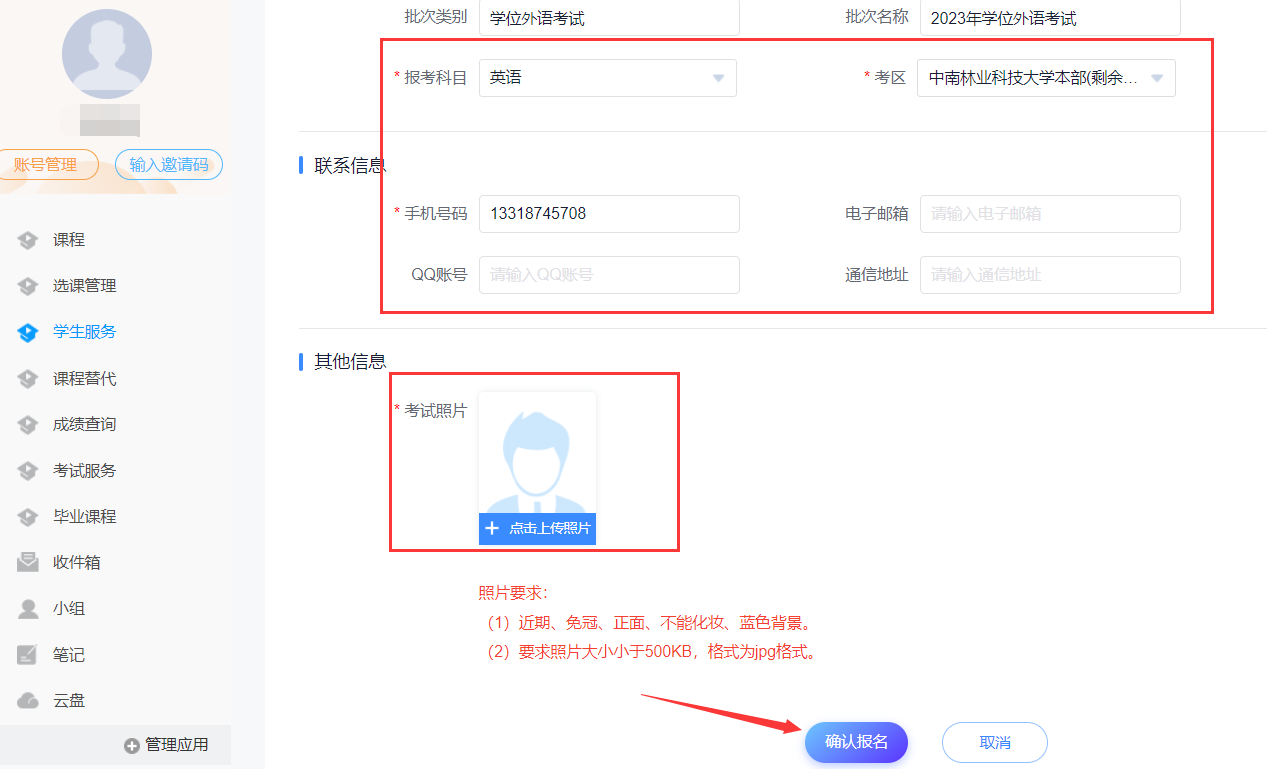 批次类别 学位外语考试 批次名称 2023年学位外语考试
* 报考科目 英语 * 考区 中南林业科技大学本部(剩余...
账号管理 输入邀请码
联系信息
* 手机号码 13318745708 电子邮箱 请输入电子邮箱
QQ账号 请输入QQ账号 通信地址 请输入通信地址
课程
选课管理
学生服务
课程替代
成绩查询
考试服务
毕业课程
收件箱
小组
笔记
云盘
管理应用
其他信息
* 考试照片
点击上传照片
照片要求：
（1）近期、免冠、正面、不能化妆、蓝色背景。
（2）要求照片大小小于500KB，格式为jpg格式。
确认报名 取消